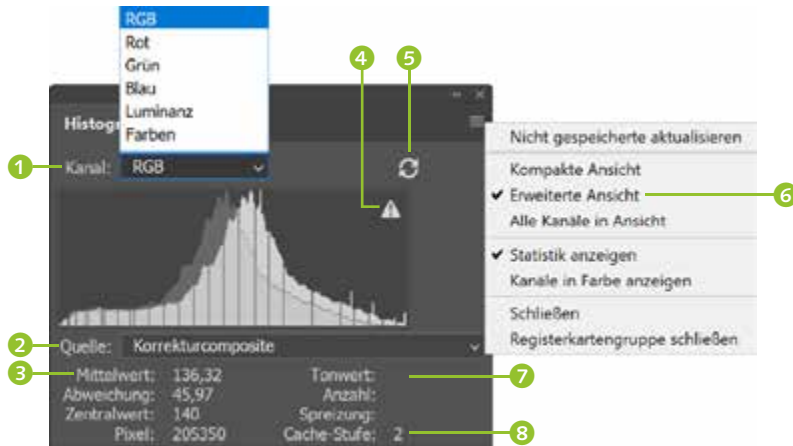 RGB
Rot
Grün
Blau
Luminanz
Farben
4
5
Histogr
1
Kanal: RGB
Nicht gespeicherte aktualisieren
Kompakte Ansicht
Erweiterte Ansicht
6
Alle Kanäle in Ansicht
Statistik anzeigen
Kanäle in Farbe anzeigen
Schließen
Registerkartengruppe schließen
2
Quelle: Korrekturcomposite
3
Mittelwert: 136,32
Abweichung: 45,97
Zentralwert: 140
Pixel: 205350
Tonwert:
7
Anzahl:
Spreizung:
Cache-Stufe: 2
8